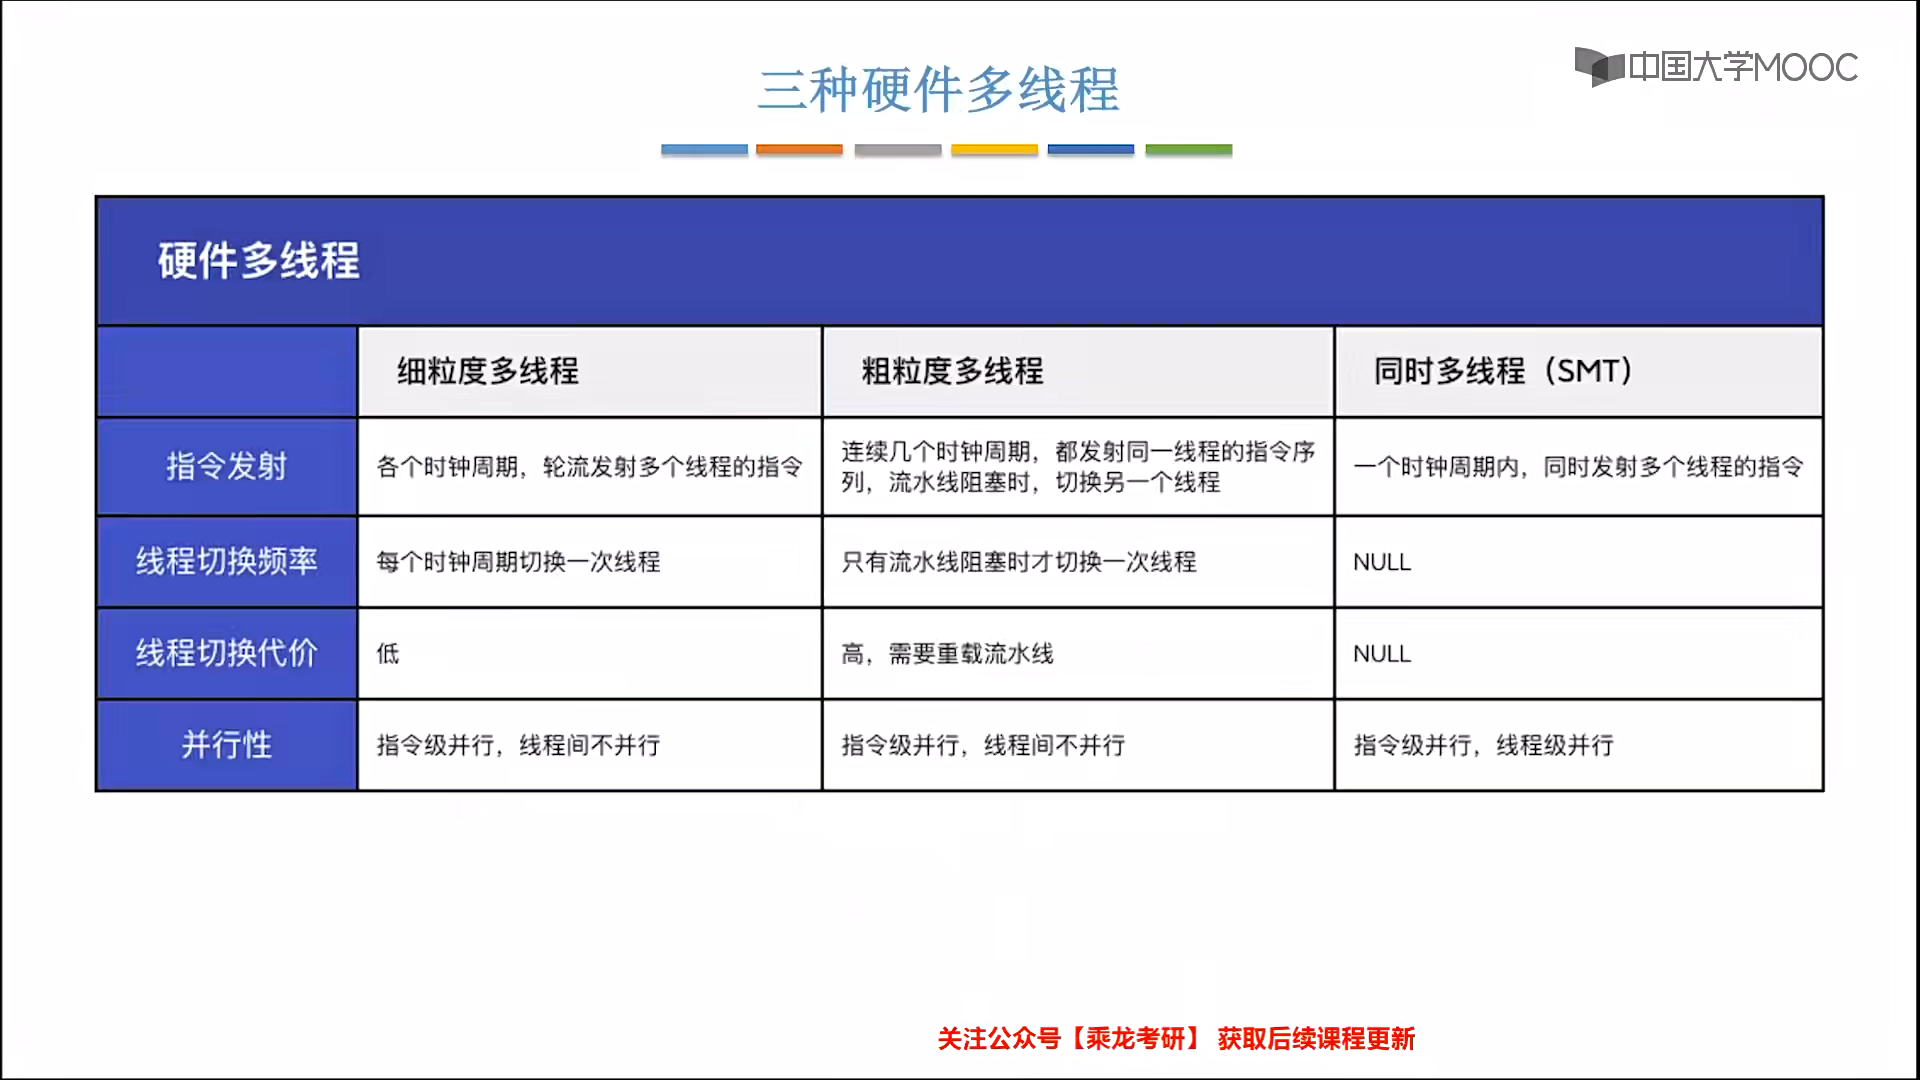 三种硬件多线程
中国大学MOOC
硬件多线程
细粒度多线程
粗粒度多线程
同时多线程（SMT）
指令发射
各个时钟周期，轮流发射多个线程的指令
连续几个时钟周期，都发射同一线程的指令序
列，流水线阻塞时，切换另一个线程
一个时钟周期内，同时发射多个线程的指令
线程切换频率
每个时钟周期切换一次线程
只有流水线阻塞时才切换一次线程
NULL
线程切换代价
低
高，需要重载流水线
NULL
并行性
指令级并行，线程间不并行
指令级并行，线程间不并行
指令级并行，线程级并行
关注公众号【乘龙考研】 获取后续课程更新